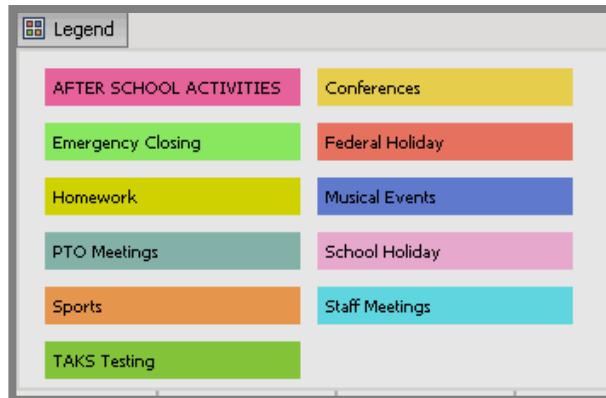 Legend
AFTER SCHOOL ACTIVITIES
Conferences
Emergency Closing
Federal Holiday
Homework
Musical Events
PTO Meetings
School Holiday
Sports
Staff Meetings
TAKS Testing